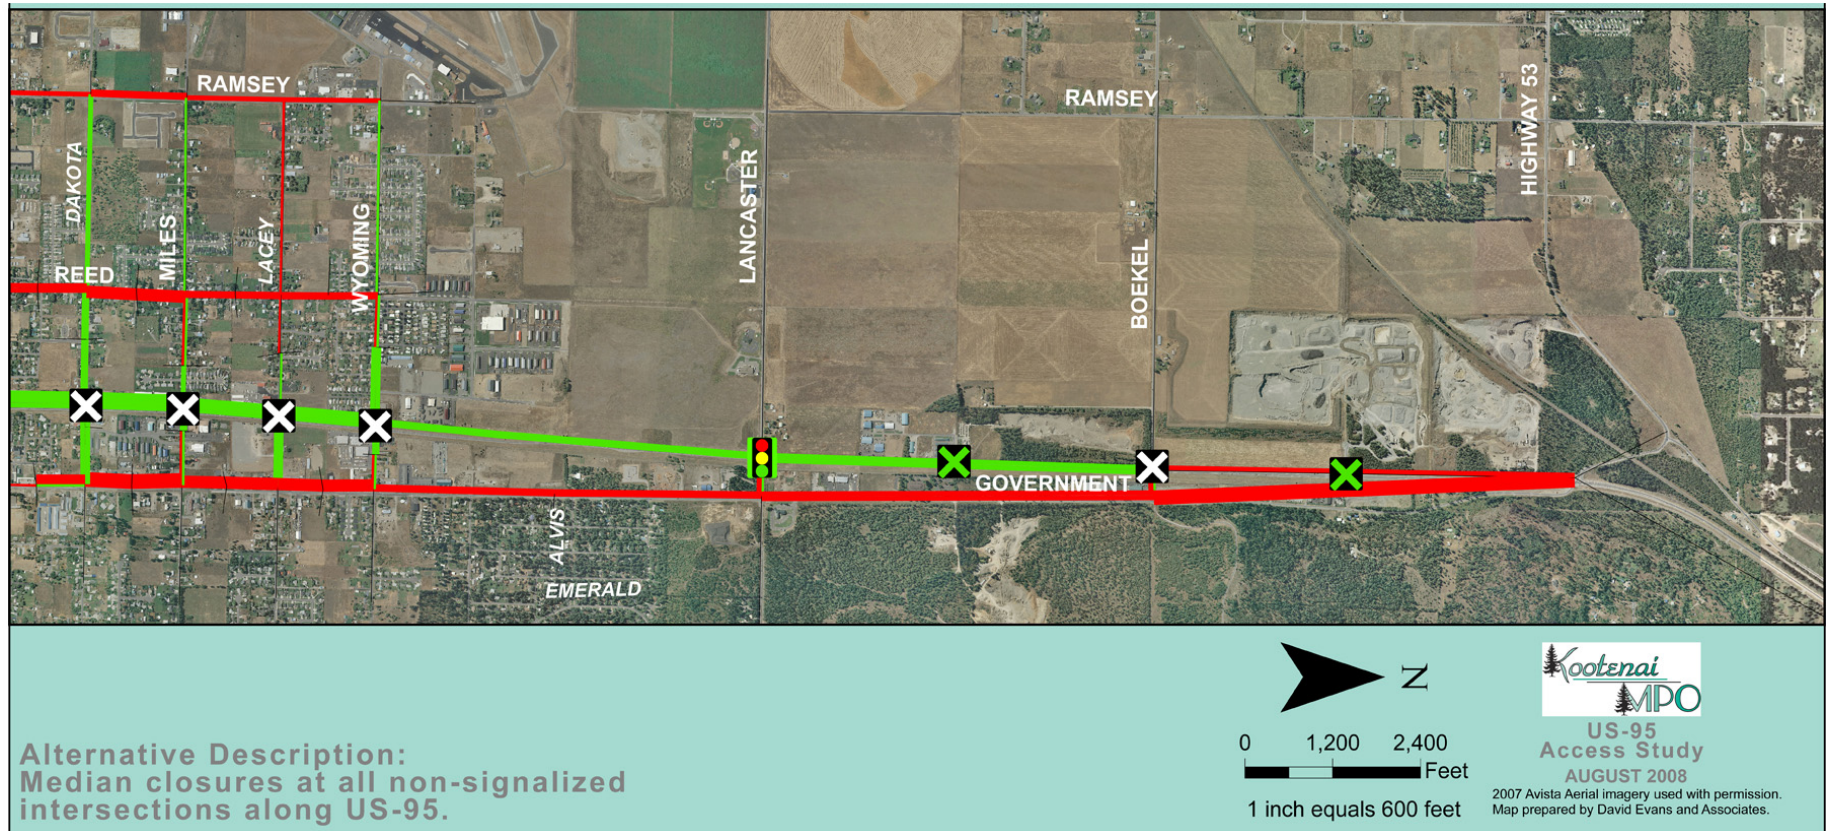 RAMSEY
RAMSEY
HIGHWAY 53
DAKOTA
MILES
LACEY
WYOMING
LANCASTER
BOEKEL
REED
GOVERNMENT
ALVIS
EMERALD
N
Kootenai
MPO
0 1,200 2,400
Feet
1 inch equals 600 feet
US-95
Access Study
AUGUST 2008
2007 Avista Aerial imagery used with permission.
Map prepared by David Evans and Associates.
Alternative Description:
Median closures at all non-signalized
intersections along US-95.